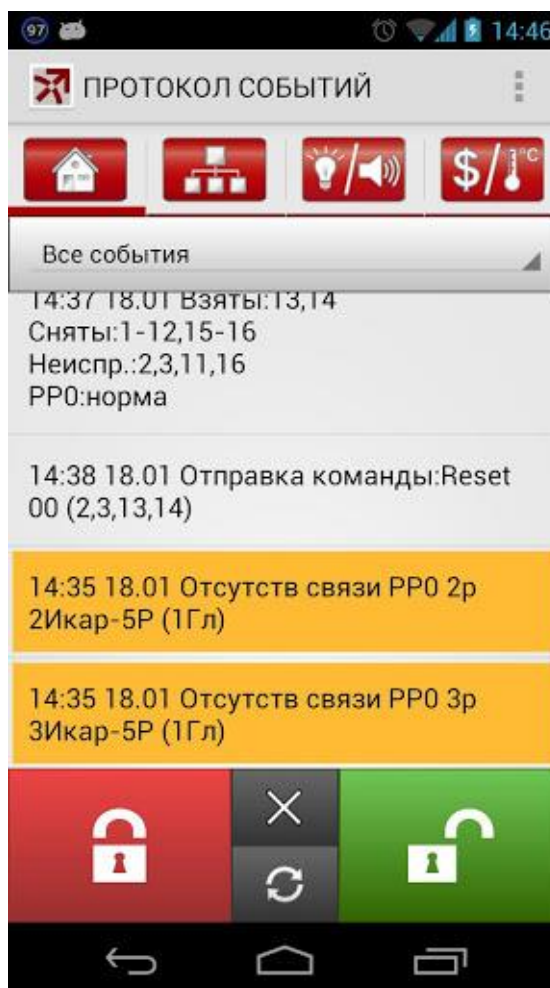 97
14:46
ПРОТОКОЛ СОБЫТИЙ
$/ °C
Все события
14:37 18.01 Взяты:13,14
Сняты:1-12,15-16
Неиспр.:2,3,11,16
РР0:норма
14:38 18.01 Отправка команды:Reset
00 (2,3,13,14)
14:35 18.01 Отсутств связи РР0 2р
2Икар-5Р (1Гл)
14:35 18.01 Отсутств связи РР0 3р
3Икар-5Р (1Гл)